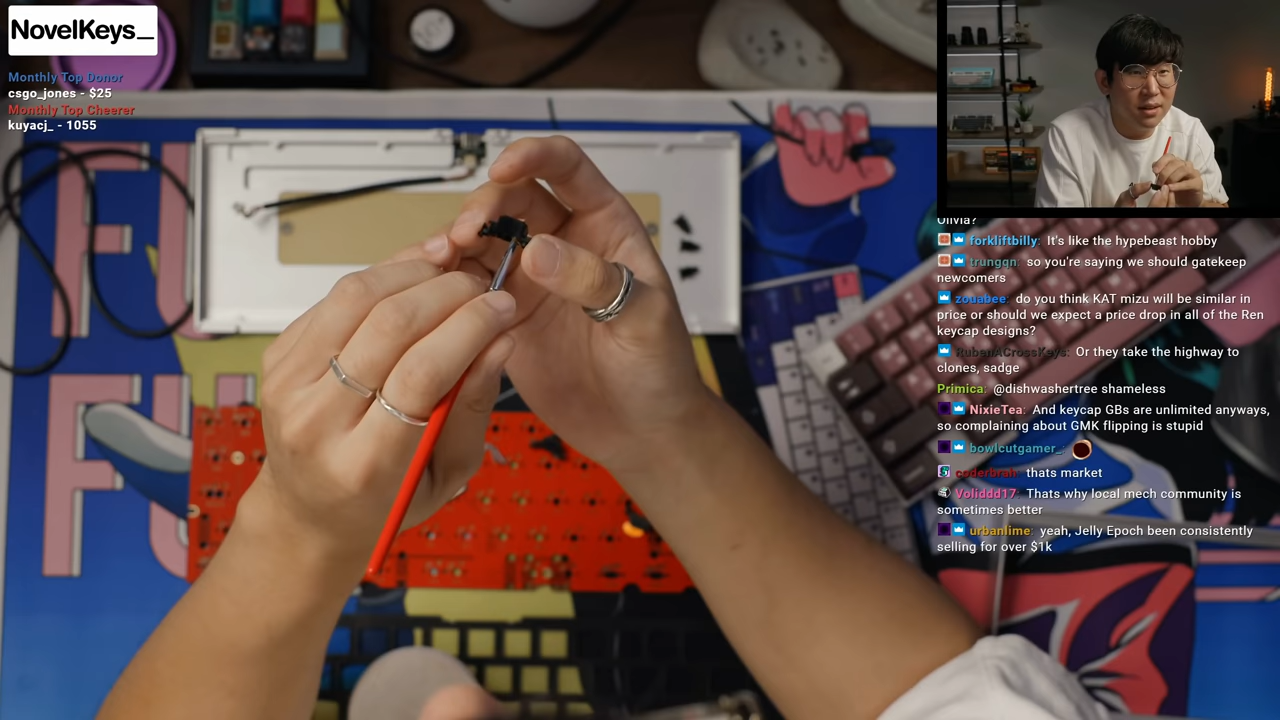 NovelKeys_
Monthly Top Donor
csgo_jones - $25
Monthly Top Cheerer
kuyacj_ - 1055
FU
FU
Olivia?
forkliftbilly: It's like the hypebeast hobby
trungqn: so you're saying we should gatekeep
newcomers
zouabee: do you think KAT mizu will be similar in
price or should we expect a price drop in all of the Ren
keycap designs?
RubenACrossKeys: Or they take the highway to
clones, sadge
Primica: @dishwashertree shameless
NixieTea: And keycap GBs are unlimited anyways,
so complaining about GMK flipping is stupid
bowlcutgamer_:
coderbrah: thats market
Voliddd17: Thats why local mech community is
sometimes better
urbanlime: yeah, Jelly Epoch been consistently
selling for over $1k